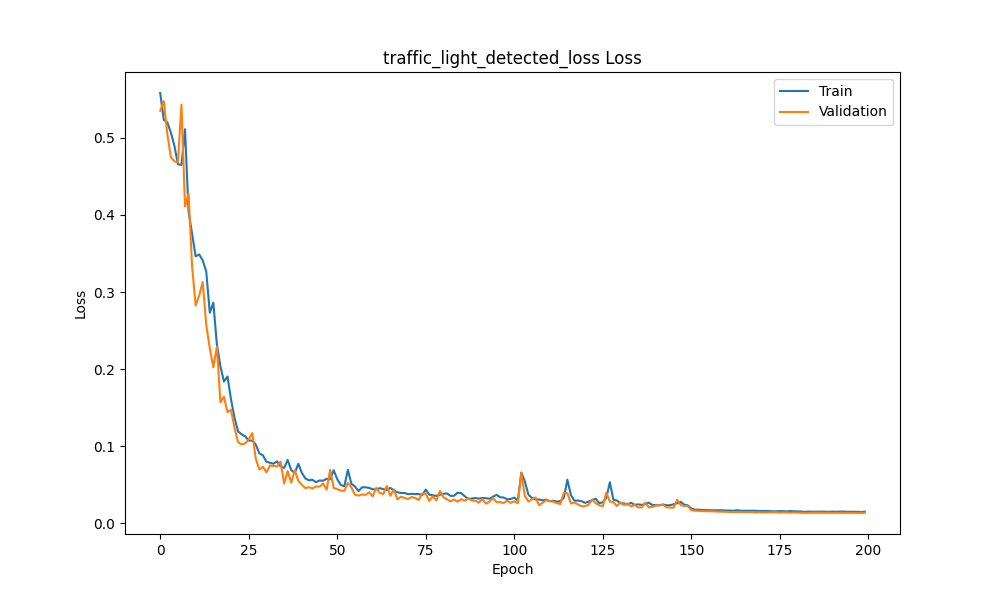 traffic_light_detected_loss Loss
Train
Validation
0.5
0.4
0.3
0.2
0.1
0.0
Loss
0 25 50 75 100 125 150 175 200
Epoch